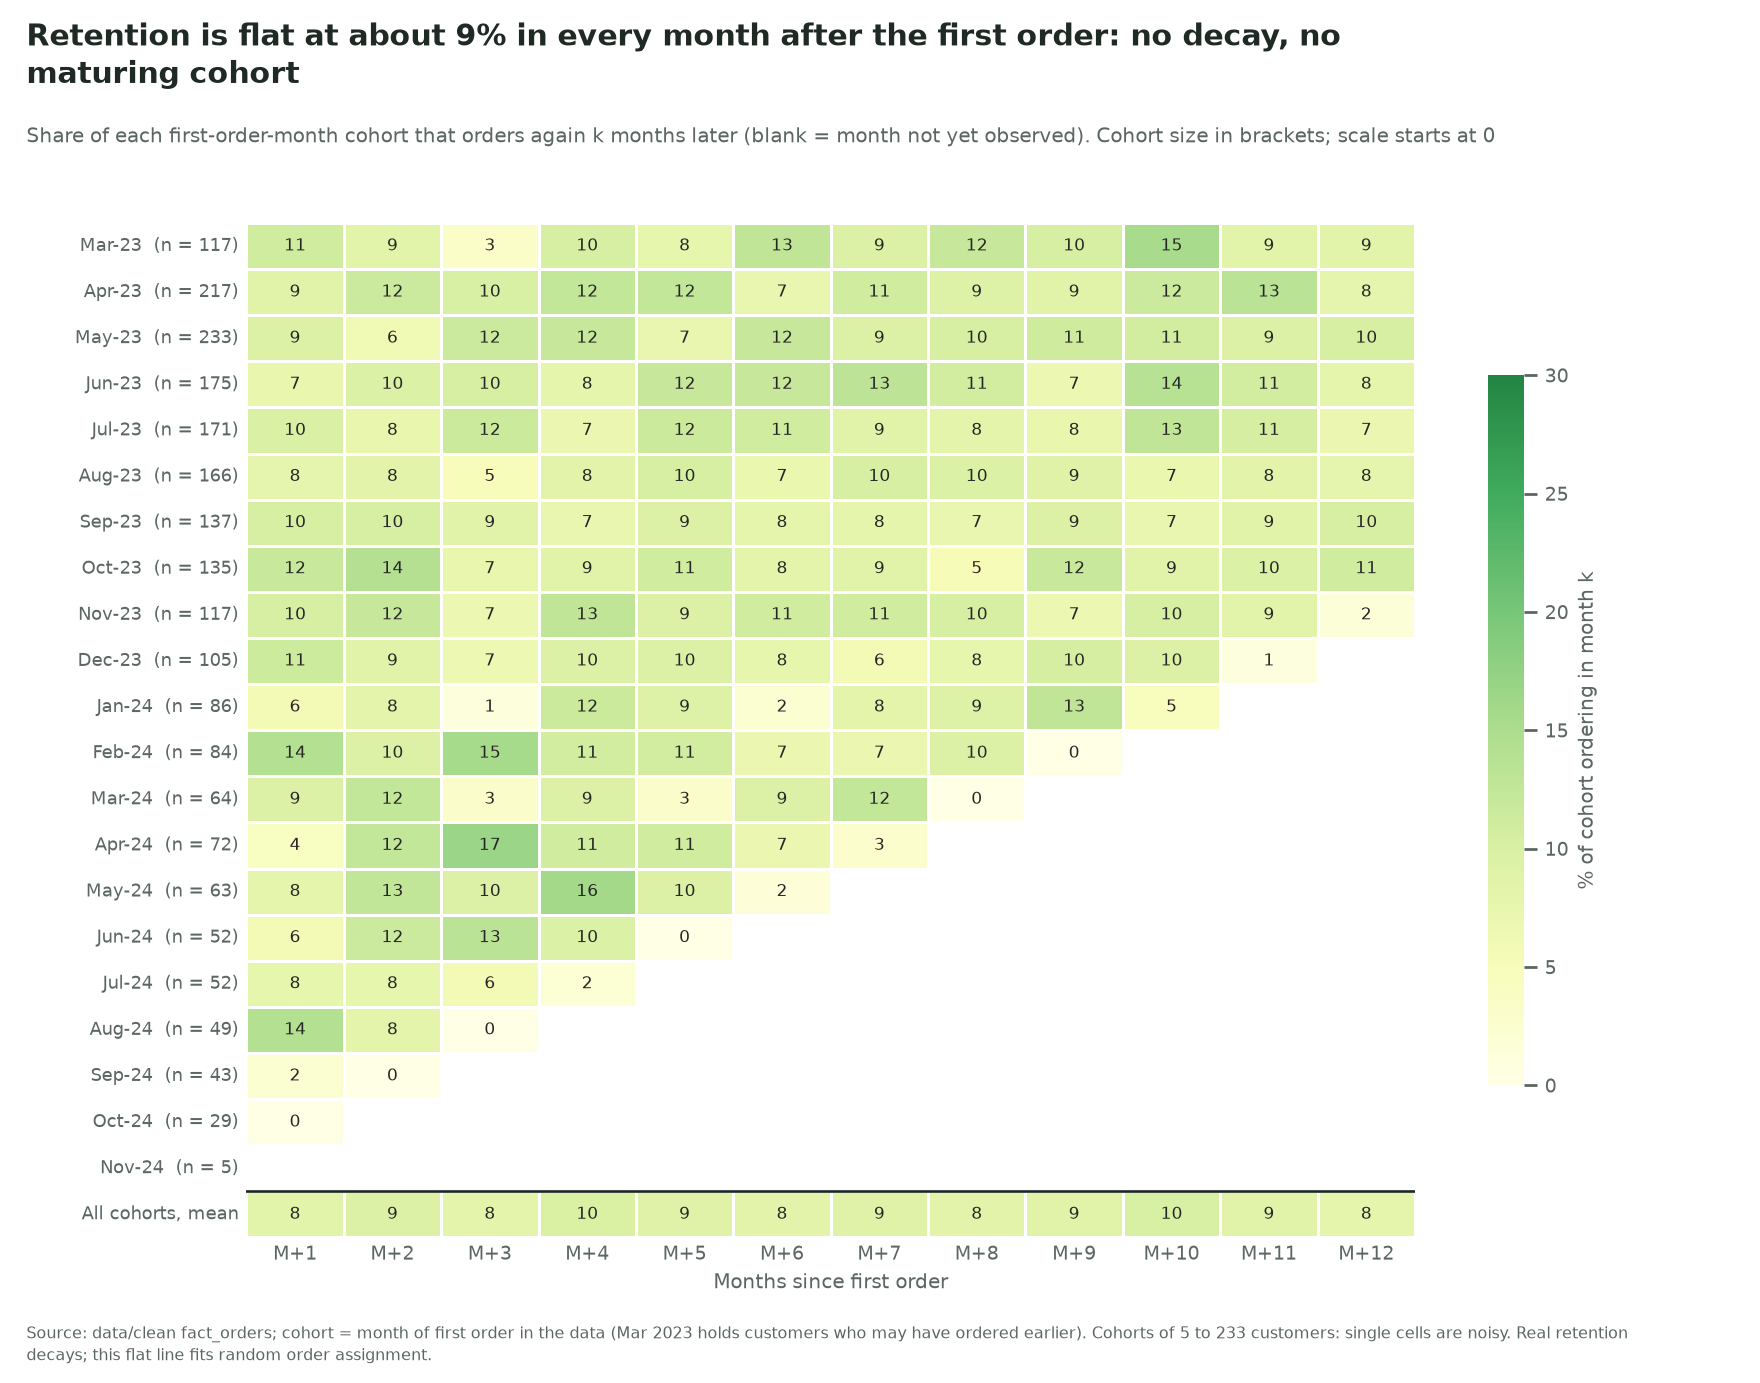 Retention is flat at about 9% in every month after the first order: no decay, no
maturing cohort
Share of each first-order-month cohort that orders again k months later (blank = month not yet observed). Cohort size in brackets; scale starts at 0
Mar-23 (n = 117) 11 9 3 10 8 13 9 12 10 15 9 9
Apr-23 (n = 217) 9 12 10 12 12 7 11 9 9 12 13 8
May-23 (n = 233) 9 6 12 12 7 12 9 10 11 11 9 10
Jun-23 (n = 175) 7 10 10 8 12 12 13 11 7 14 11 8
Jul-23 (n = 171) 10 8 12 7 12 11 9 8 8 13 11 7
Aug-23 (n = 166) 8 8 5 8 10 7 10 10 9 7 8 8
Sep-23 (n = 137) 10 10 9 7 9 8 8 7 9 7 9 10
Oct-23 (n = 135) 12 14 7 9 11 8 9 5 12 9 10 11
Nov-23 (n = 117) 10 12 7 13 9 11 11 10 7 10 9 2
Dec-23 (n = 105) 11 9 7 10 10 8 6 8 10 10 1
Jan-24 (n = 86) 6 8 1 12 9 2 8 9 13 5
Feb-24 (n = 84) 14 10 15 11 11 7 7 10 0
Mar-24 (n = 64) 9 12 3 9 3 9 12 0
Apr-24 (n = 72) 4 12 17 11 11 7 3
May-24 (n = 63) 8 13 10 16 10 2
Jun-24 (n = 52) 6 12 13 10 0
Jul-24 (n = 52) 8 8 6 2
Aug-24 (n = 49) 14 8 0
Sep-24 (n = 43) 2 0
Oct-24 (n = 29) 0
Nov-24 (n = 5)
All cohorts, mean 8 9 8 10 9 8 9 8 9 10 9 8
M+1 M+2 M+3 M+4 M+5 M+6 M+7 M+8 M+9 M+10 M+11 M+12
Months since first order
30
25
20
15
10
5
0
% of cohort ordering in month k
Source: data/clean fact_orders; cohort = month of first order in the data (Mar 2023 holds customers who may have ordered earlier). Cohorts of 5 to 233 customers: single cells are noisy. Real retention
decays; this flat line fits random order assignment.